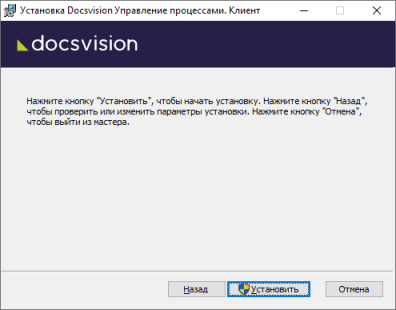 Установка Docsvision Управление процессами. Клиент
docsvision
Нажмите кнопку "Установить", чтобы начать установку. Нажмите кнопку "Назад",
чтобы проверить или изменить параметры установки. Нажмите кнопку "Отмена",
чтобы выйти из мастера.
Назад Установить Отмена